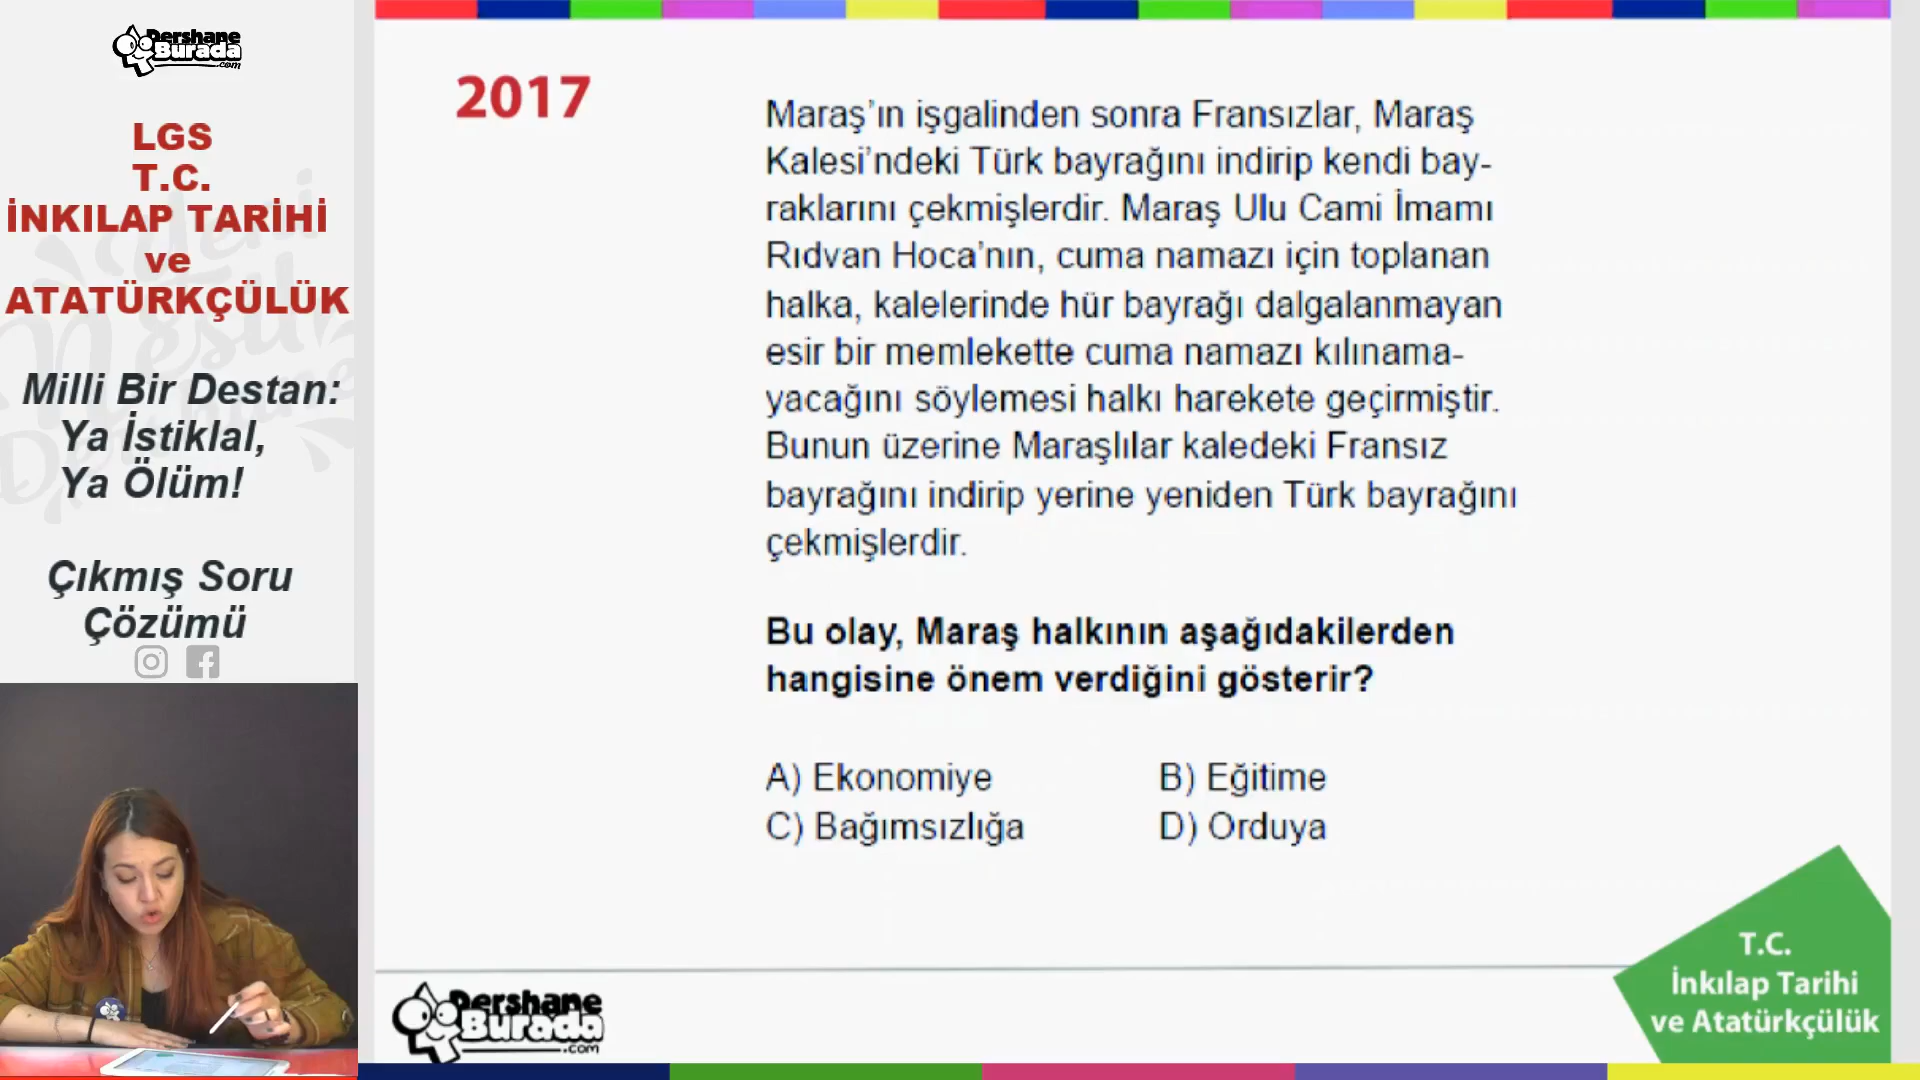 Dershane
Burada
.com
LGS
T.C.
İNKILAP TARİHİ
ve
ATATÜRKÇÜLÜK
Milli Bir Destan:
Ya İstiklal,
Ya Ölüm!
Çıkmış Soru
Çözümü
2017
Maraş’ın işgalinden sonra Fransızlar, Maraş
Kalesi’ndeki Türk bayrağını indirip kendi bay-
raklarını çekmişlerdir. Maraş Ulu Cami İmamı
Rıdvan Hoca’nın, cuma namazı için toplanan
halka, kalelerinde hür bayrağı dalgalanmayan
esir bir memlekette cuma namazı kılınama-
yacağını söylemesi halkı harekete geçirmiştir.
Bunun üzerine Maraşlılar kaledeki Fransız
bayrağını indirip yerine yeniden Türk bayrağını
çekmişlerdir.
Bu olay, Maraş halkının aşağıdakilerden
hangisine önem verdiğini gösterir?
A) Ekonomiye B) Eğitime
C) Bağımsızlığa D) Orduya
Dershane
Burada
.com
T.C.
İnkılap Tarihi
ve Atatürkçülük